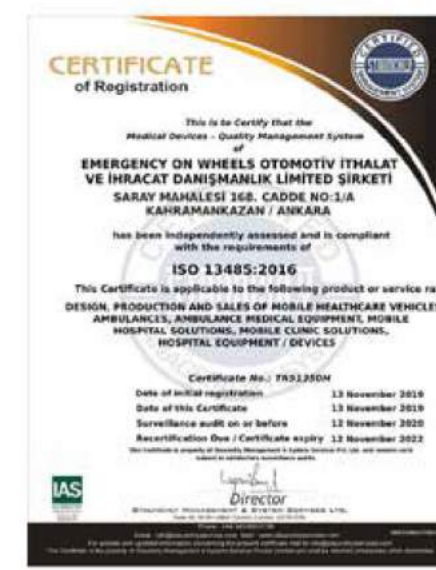 CERTIFICATE
of Registration
CERTIFIED
This is to Certify that the
Medical Devices - Quality Management System
of
EMERGENCY ON WHEELS OTOMOTİV İTHALAT
VE İHRACAT DANIŞMANLIK LİMİTED ŞİRKETİ
SARAY MAHALESİ 168. CADDE NO:1/A
KAHRAMANKAZAN / ANKARA
has been independently assessed and is compliant
with the requirements of
ISO 13485:2016
This Certificate is applicable to the following product or service ra
DESIGN, PRODUCTION AND SALES OF MOBILE HEALTHCARE VEHICLE
AMBULANCES, AMBULANCE MEDICAL EQUIPMENT, MOBILE
HOSPITAL SOLUTIONS, MOBILE CLINIC SOLUTIONS,
HOSPITAL EQUIPMENT / DEVICES
Certificate No.:
Date of initial registration 13 November 2019
Date of this Certificate 13 November 2019
Surveillance audit on or before 12 November 2020
Recertification Due / Certificate expiry 12 November 2022
IAS
Director